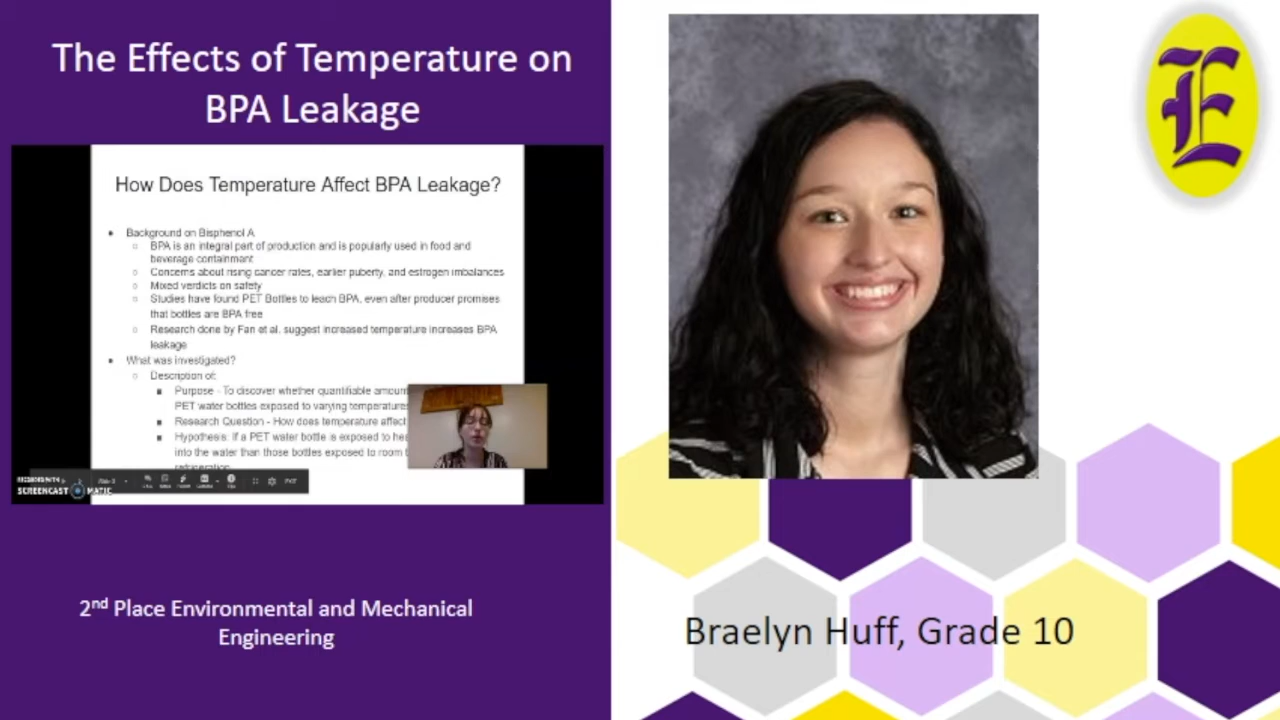 The Effects of Temperature on
BPA Leakage
How Does Temperature Affect BPA Leakage?
Background on Bisphenol A
BPA is an integral part of production and is popularly used in food and
beverage containment
Concerns about rising cancer rates, earlier puberty, and estrogen imbalances
Mixed verdicts on safety
Studies have found PET Bottles to leach BPA, even after producer promises
that bottles are BPA free
Research done by Fan et al. suggest increased temperature increases BPA
leakage
What was investigated?
Description of:
Purpose - To discover whether quantifiable amount
PET water bottles exposed to varying temperatures
Research Question - How does temperature affect
Hypothesis: If a PET water bottle is exposed to
into the water than those bottles exposed to room
refrigeration
SCREENCAST MATIC
2nd Place Environmental and Mechanical
Engineering
E
Braelyn Huff, Grade 10